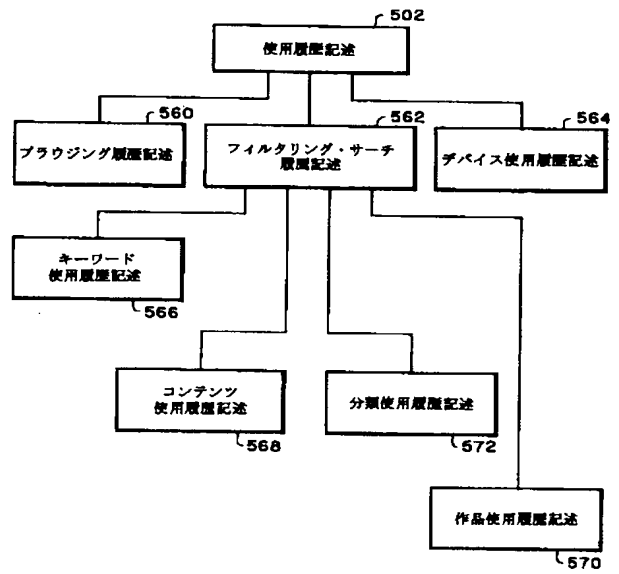 502
使用履歴記述
560
ブラウジング履歴記述
562
フィルタリング・サーチ
履歴記述
564
デバイス使用履歴記述
キーワード
使用履歴記述
566
コンテンツ
使用履歴記述
568
分類使用履歴記述
572
作品使用履歴記述
570